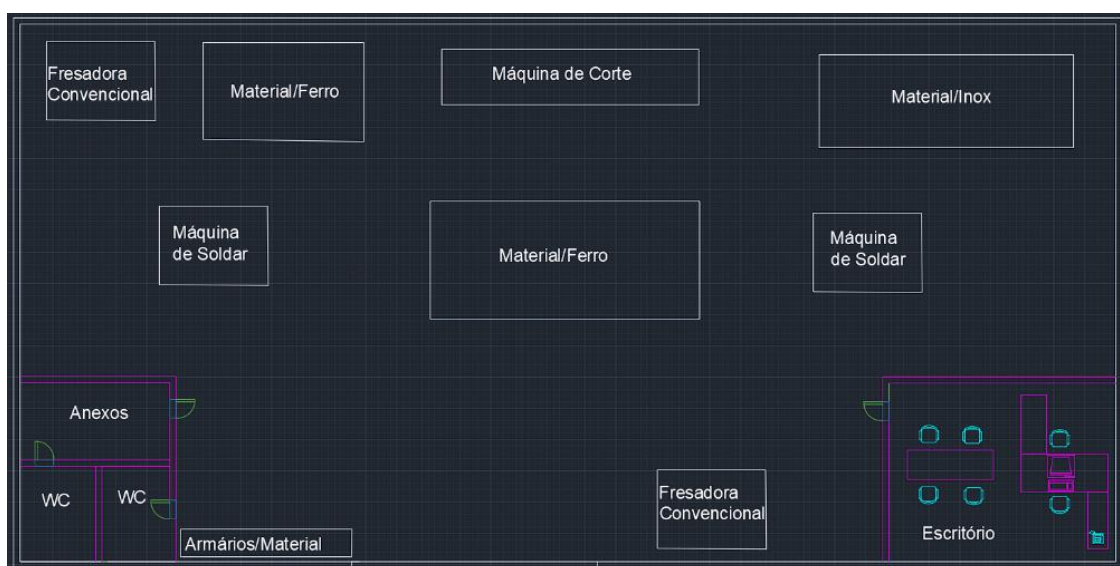 Fresadora
Convencional
Material/Ferro
Máquina de Corte
Material/Inox
Máquina
de Soldar
Material/Ferro
Máquina
de Soldar
Anexos
WC
WC
Armários/Material
Fresadora
Convencional
Escritório